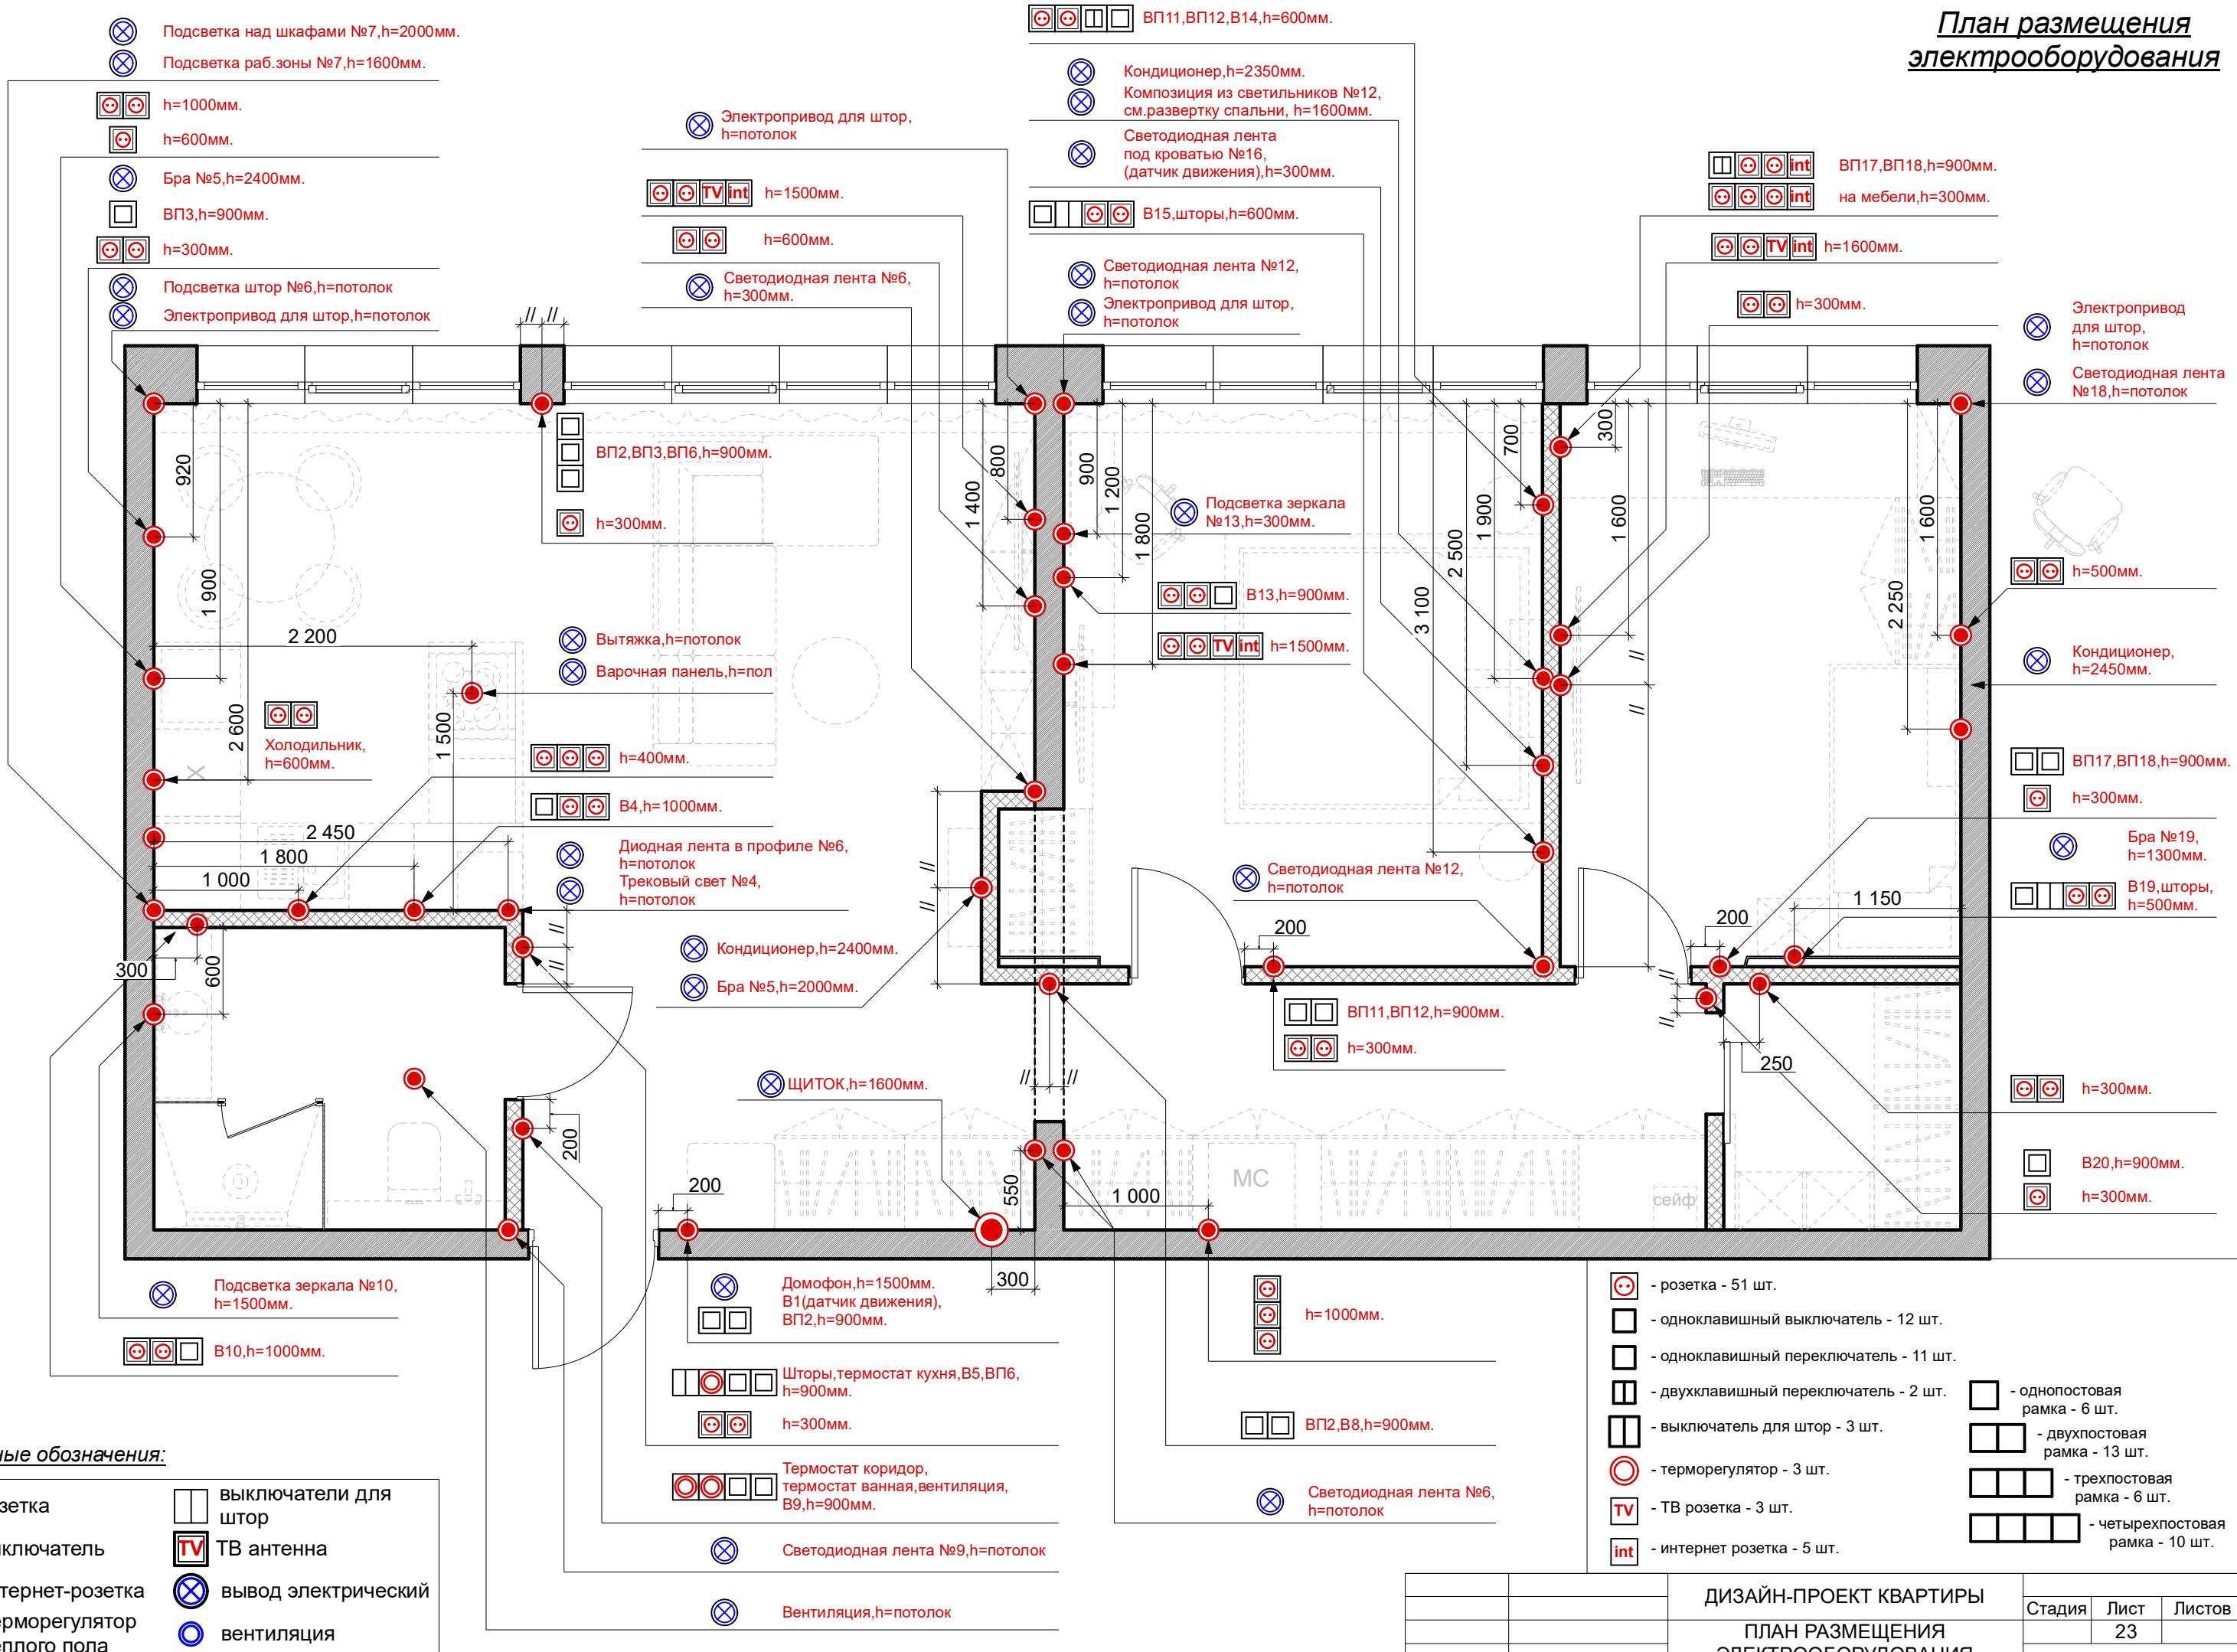 План размещения
электрооборудования
Подсветка над шкафами №7,h=2000мм.
Подсветка раб.зоны №7,h=1600мм.
h=1000мм.
h=600мм.
Бра №5,h=2400мм.
ВП3,h=900мм.
h=300мм.
Подсветка штор №6,h=потолок
Электропривод для штор,h=потолок
Электропривод для штор,
h=потолок
TV int h=1500мм.
h=600мм.
Светодиодная лента №6,
h=300мм.
ВП11,ВП12,В14,h=600мм.
Кондиционер,h=2350мм.
Композиция из светильников №12,
см.развертку спальни, h=1600мм.
Светодиодная лента
под кроватью №16,
(датчик движения),h=300мм.
В15,шторы,h=600мм.
Светодиодная лента №12,
h=потолок
Электропривод для штор,
h=потолок
int ВП17,ВП18,h=900мм.
int на мебели,h=300мм.
TV int h=1600мм.
h=300мм.
Электропривод
для штор,
h=потолок
Светодиодная лента
№18,h=потолок
// //
920
1 900
2 600
ВП2,ВП3,ВП6,h=900мм.
h=300мм.
800
1 400
900
1 200
1 800
Подсветка зеркала
№13,h=300мм.
В13,h=900мм.
TV int h=1500мм.
700
1 900
2 500
3 100
300
1 600
//
//
1 600
2 250
h=500мм.
Кондиционер,
h=2450мм.
2 200
1 500
Вытяжка,h=потолок
Варочная панель,h=пол
Холодильник,
h=600мм.
X
h=400мм.
В4,h=1000мм.
2 450
1 800
1 000
Диодная лента в профиле №6,
h=потолок
Трековый свет №4,
h=потолок
Кондиционер,h=2400мм.
Бра №5,h=2000мм.
//
//
//
//
300
600
Светодиодная лента №12,
h=потолок
200
ВП11,ВП12,h=900мм.
h=300мм.
ВП17,ВП18,h=900мм.
h=300мм.
Бра №19,
h=1300мм.
В19,шторы,
h=500мм.
200
1 150
//
//
250
h=300мм.
В20,h=900мм.
h=300мм.
ЩИТОК,h=1600мм.
// //
200
200
550
1 000
МС
сейф
300
Подсветка зеркала №10,
h=1500мм.
В10,h=1000мм.
Домофон,h=1500мм.
В1(датчик движения),
ВП2,h=900мм.
Шторы,термостат кухня,В5,ВП6,
h=900мм.
h=300мм.
Термостат коридор,
термостат ванная,вентиляция,
В9,h=900мм.
Светодиодная лента №9,h=потолок
Вентиляция,h=потолок
h=1000мм.
ВП2,В8,h=900мм.
Светодиодная лента №6,
h=потолок
- розетка - 51 шт.
- одноклавишный выключатель - 12 шт.
- одноклавишный переключатель - 11 шт.
- двухклавишный переключатель - 2 шт.
- выключатель для штор - 3 шт.
- терморегулятор - 3 шт.
TV - ТВ розетка - 3 шт.
int - интернет розетка - 5 шт.
- однопостовая
рамка - 6 шт.
- двухпостовая
рамка - 13 шт.
- трехпостовая
рамка - 6 шт.
- четырехпостовая
рамка - 10 шт.
обозначения:
выключатели для
штор
TV ТВ антенна
вывод электрический
вентиляция
ДИЗАЙН-ПРОЕКТ КВАРТИРЫ
ПЛАН РАЗМЕЩЕНИЯ
ЭЛЕКТРООБОРУДОВАНИЯ
Стадия Лист Листов
23